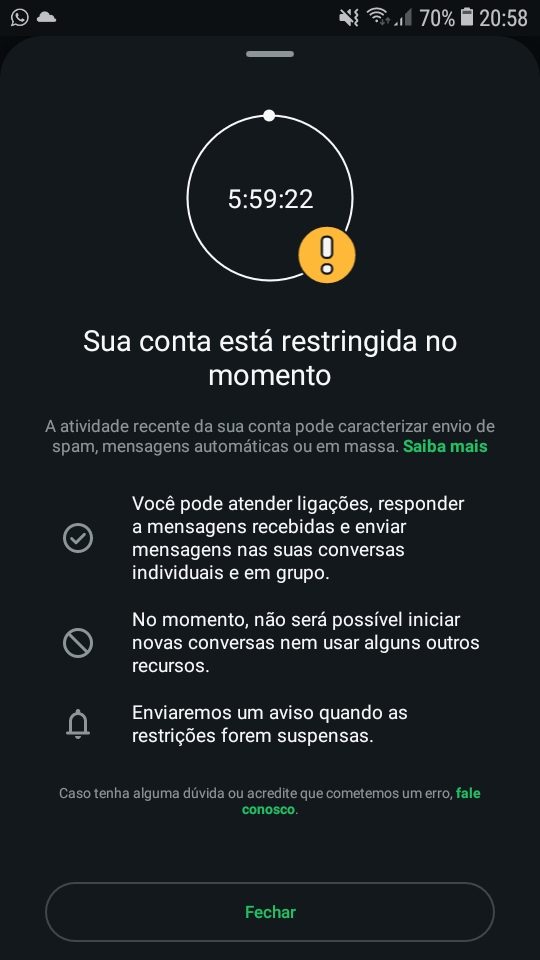 70% 20:58
5:59:22
Sua conta está restringida no
momento
A atividade recente da sua conta pode caracterizar envio de
spam, mensagens automáticas ou em massa. Saiba mais
Você pode atender ligações, responder
a mensagens recebidas e enviar
mensagens nas suas conversas
individuais e em grupo.
No momento, não será possível iniciar
novas conversas nem usar alguns outros
recursos.
Enviaremos um aviso quando as
restrições forem suspensas.
Caso tenha alguma dúvida ou acredite que cometemos um erro, fale
conosco.
Fechar